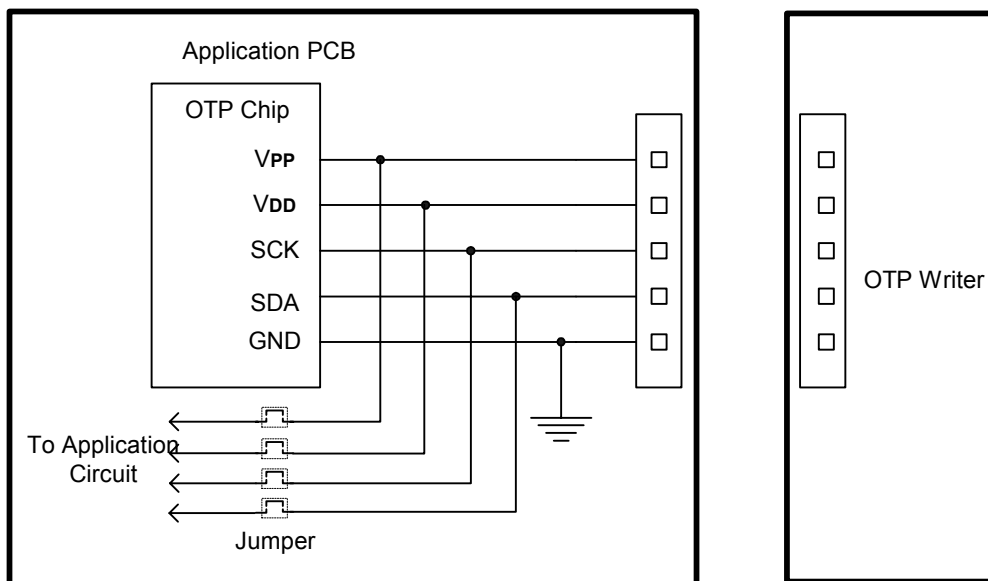 Application PCB
OTP Chip
VPP
VDD
SCK
SDA
GND
To Application
Circuit
Jumper
OTP Writer